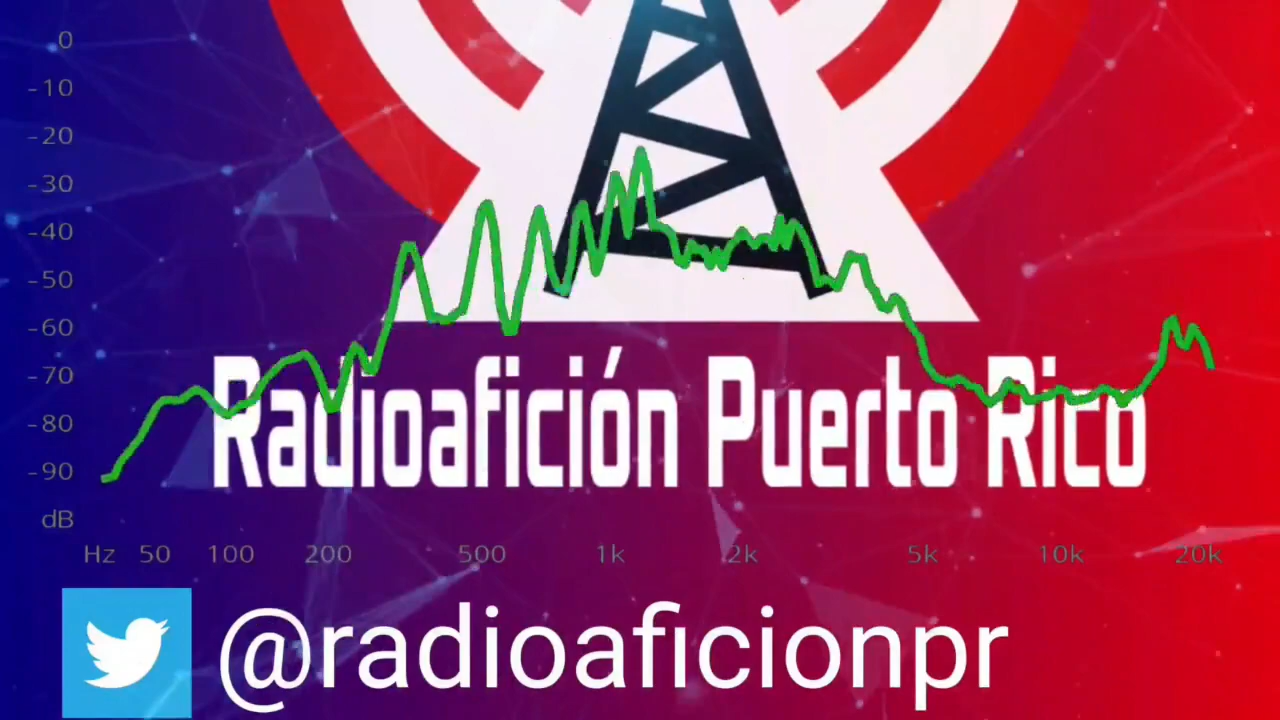 0
-10
-20
-30
-40
-50
-60
-70
-80
-90
dB
Radioafición Puerto Rico
Hz 50 100 200 500 1k 2k 5k 10k 20k
@radioaficionpr